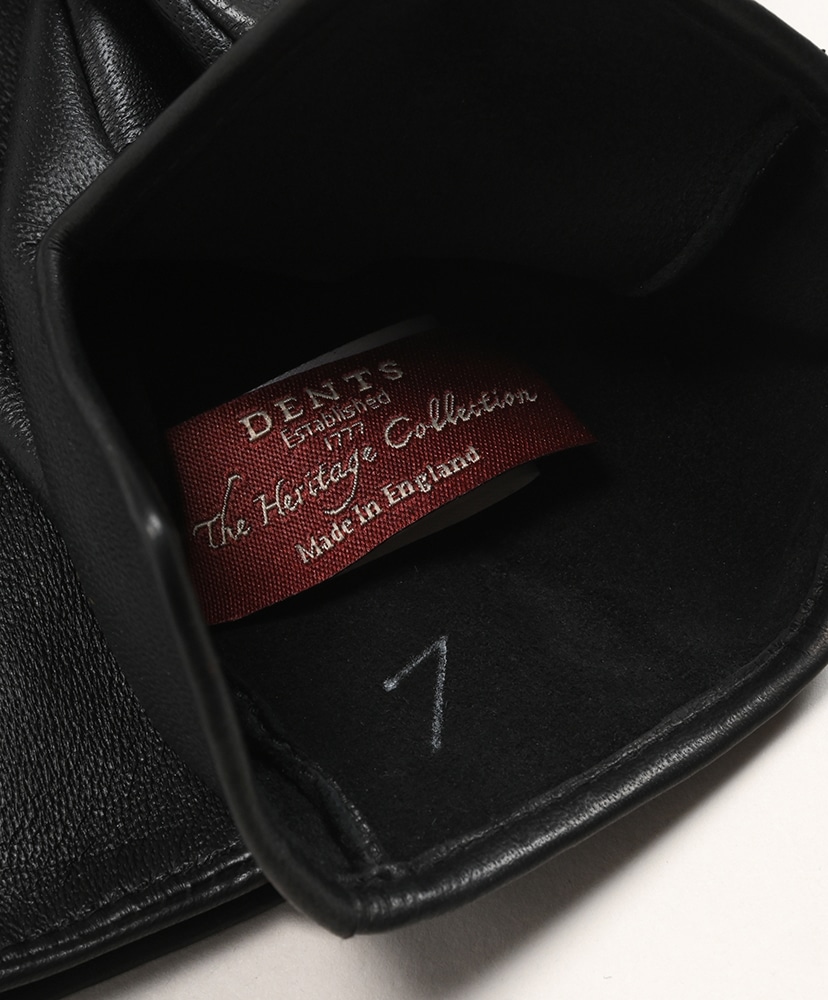 DENTS
Established
1777
The Heritage Collection
Made in England
7